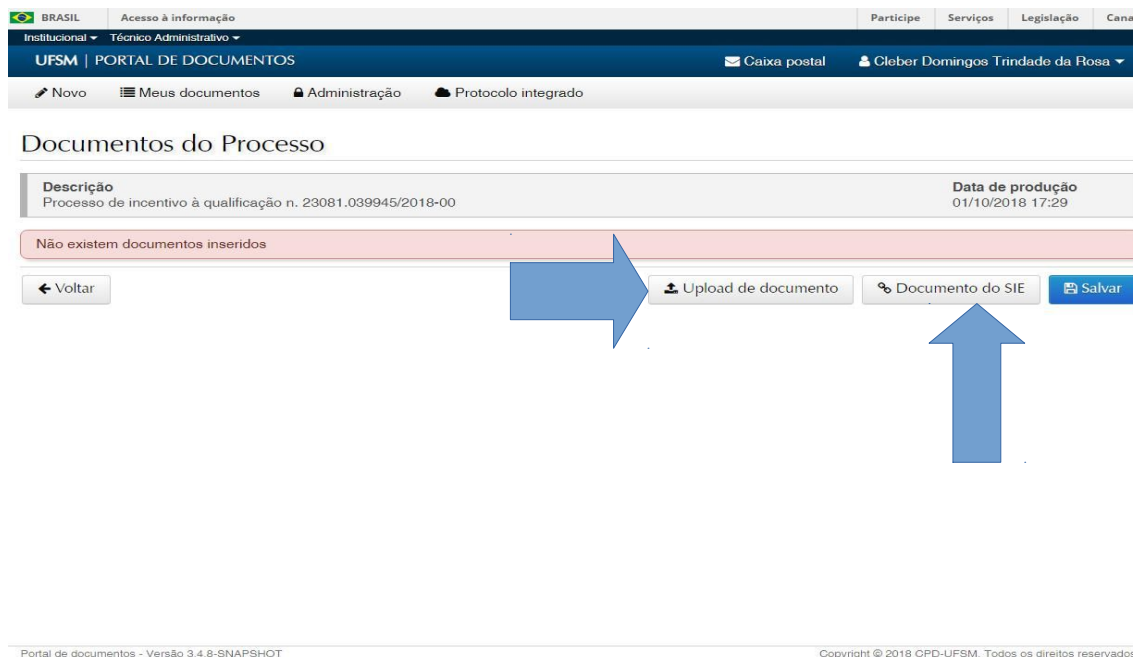 BRASIL Acesso à informação Participe Serviços Legislação Cana
Institucional Técnico Administrativo
UFSM | PORTAL DE DOCUMENTOS Caixa postal Cleber Domingos Trindade da Rosa
Novo Meus documentos Administração Protocolo integrado
Documentos do Processo
Descrição Data de produção
Processo de incentivo à qualificação n. 23081.039945/2018-00 01/10/2018 17:29
Não existem documentos inseridos
Voltar Upload de documento Documento do SIE Salvar
Portal de documentos - Versão 3.4.8-SNAPSHOT Copyright © 2018 CPD-UFSM. Todos os direitos reservados